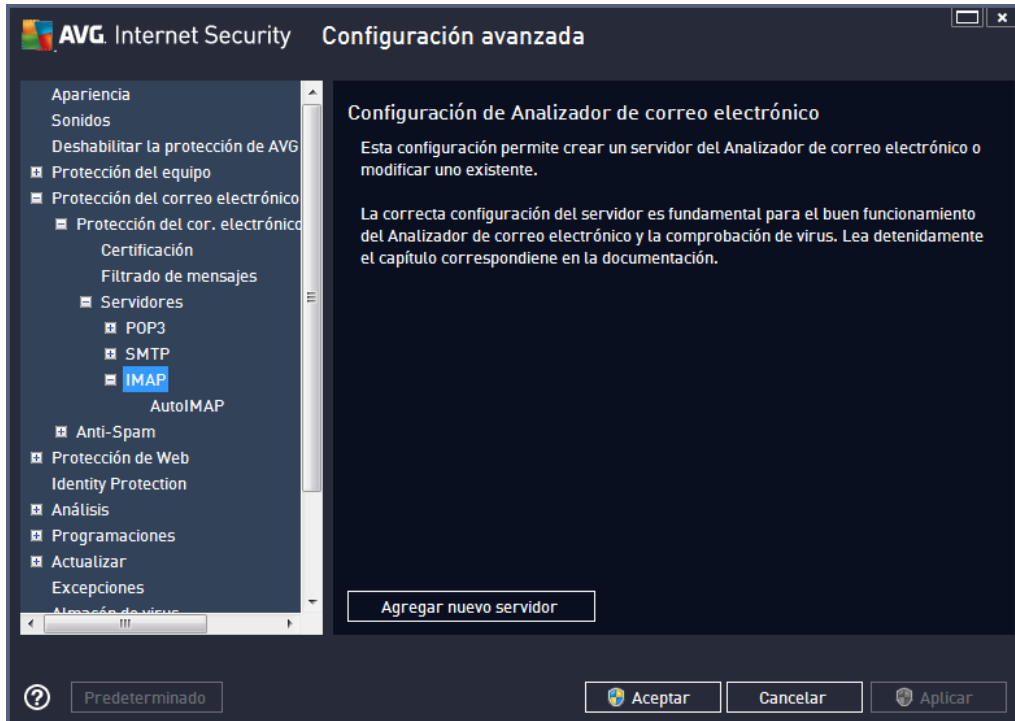 AVG. Internet Security Configuración avanzada
Apariencia
Sonidos
Deshabilitar la protección de AVG
Protección del equipo
Protección del correo electrónico
Protección del cor. electrónico
Certificación
Filtrado de mensajes
Servidores
POP3
SMTP
IMAP
AutoIMAP
Anti-Spam
Protección de Web
Identity Protection
Análisis
Programaciones
Actualizar
Excepciones
Almacén de virus
Configuración de Analizador de correo electrónico
Esta configuración permite crear un servidor del Analizador de correo electrónico o
modificar uno existente.
La correcta configuración del servidor es fundamental para el buen funcionamiento
del Analizador de correo electrónico y la comprobación de virus. Lea detenidamente
el capítulo correspondiene en la documentación.
Agregar nuevo servidor
Predeterminado
Aceptar
Cancelar
Aplicar